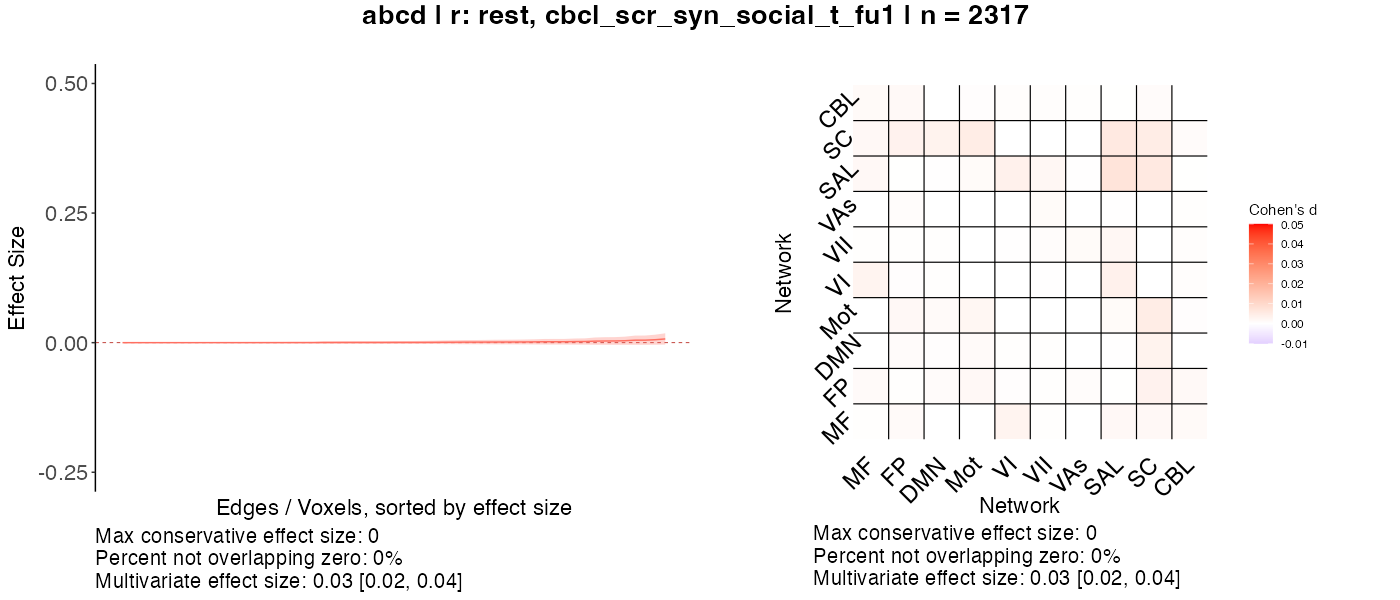 abcd | r: rest, cbcl_scr_syn_social_t_fu1 | n = 2317
0.50
0.25
0.00
-0.25
Effect Size
Edges / Voxels, sorted by effect size
Max conservative effect size: 0
Percent not overlapping zero: 0%
Multivariate effect size: 0.03 [0.02, 0.04]
Network
CBL
SC
SAL
VAs
VII
VI
Mot
DMN
FP
MF
MF
FP
DMN
Mot
VI
VII
VAs
SAL
SC
CBL
Network
Max conservative effect size: 0
Percent not overlapping zero: 0%
Multivariate effect size: 0.03 [0.02, 0.04]
Cohen's d
0.05
0.04
0.03
0.02
0.01
0.00
-0.01